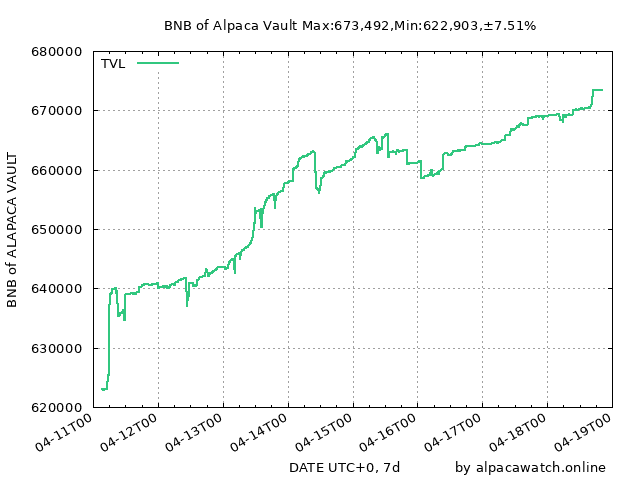 BNB of Alpaca Vault Max:673,492,Min:622,903,±7.51%
TVL
680000
670000
660000
650000
640000
630000
620000
BNB of ALAPACA VAULT
04-11T00
04-12T00
04-13T00
04-14T00
04-15T00
04-16T00
04-17T00
04-18T00
04-19T00
DATE UTC+0, 7d
by alpacawatch.online